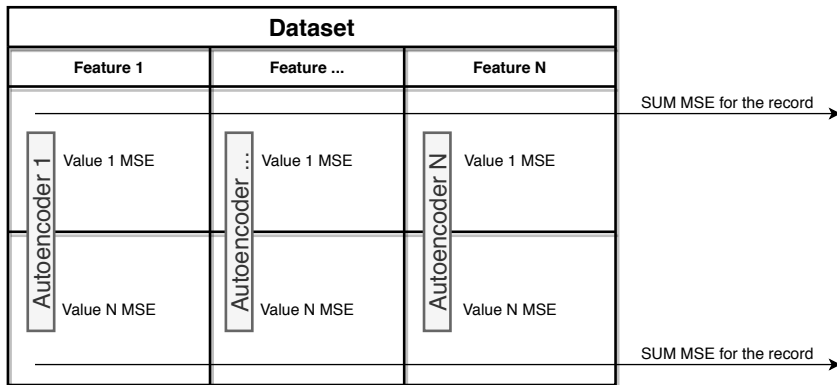 Dataset
Feature 1 Feature ... Feature N
SUM MSE for the record
Autoencoder 1
Value 1 MSE
Autoencoder ...
Value 1 MSE
Autoencoder N
Value 1 MSE
Value N MSE
Value N MSE
Value N MSE
SUM MSE for the record